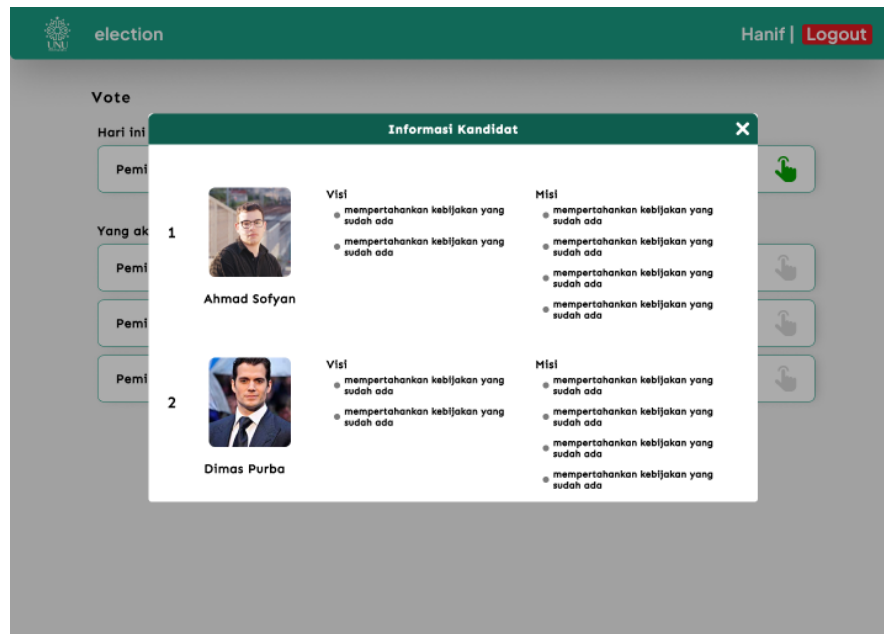 UNU
election
Hanif | Logout
Vote
Hari ini
Informasi Kandidat
Pemi
Yang ak
Pemi
Pemi
Pemi
1
Ahmad Sofyan
Visi
mempertahankan kebijakan yang
sudah ada
mempertahankan kebijakan yang
sudah ada
Misi
mempertahankan kebijakan yang
sudah ada
mempertahankan kebijakan yang
sudah ada
mempertahankan kebijakan yang
sudah ada
mempertahankan kebijakan yang
sudah ada
2
Dimas Purba
Visi
mempertahankan kebijakan yang
sudah ada
mempertahankan kebijakan yang
sudah ada
Misi
mempertahankan kebijakan yang
sudah ada
mempertahankan kebijakan yang
sudah ada
mempertahankan kebijakan yang
sudah ada
mempertahankan kebijakan yang
sudah ada